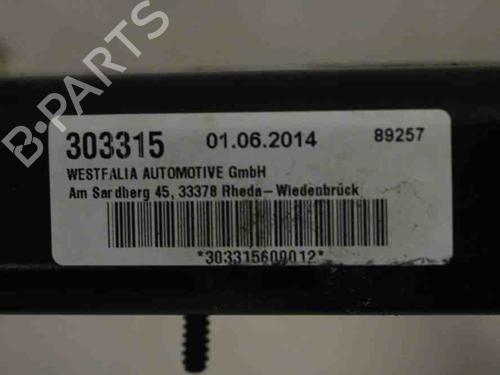 303315 01.06.2014 89257
WESTFALIA AUTOMOTIVE GmbH
Am Sandberg 45, 33378 Rheda-Wiedenbrück
*303315600012*
B-Parts